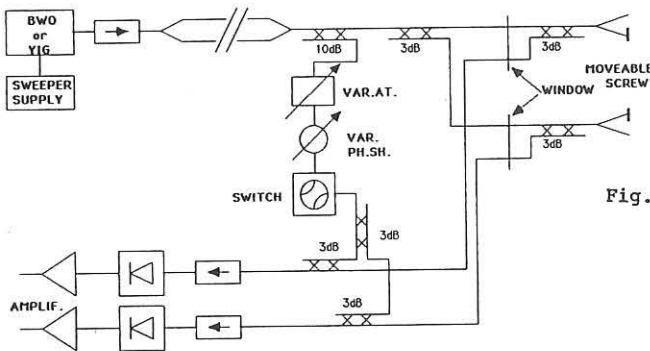 BWO
or
YIG
SWEEPER
SUPPLY
10dB
3dB
3dB
MOVEABLE
SCREW
WINDOW
VAR.AT.
VAR.
PH.SH.
3dB
SWITCH
Fig.
3dB
3dB
AMPLIF.
3dB